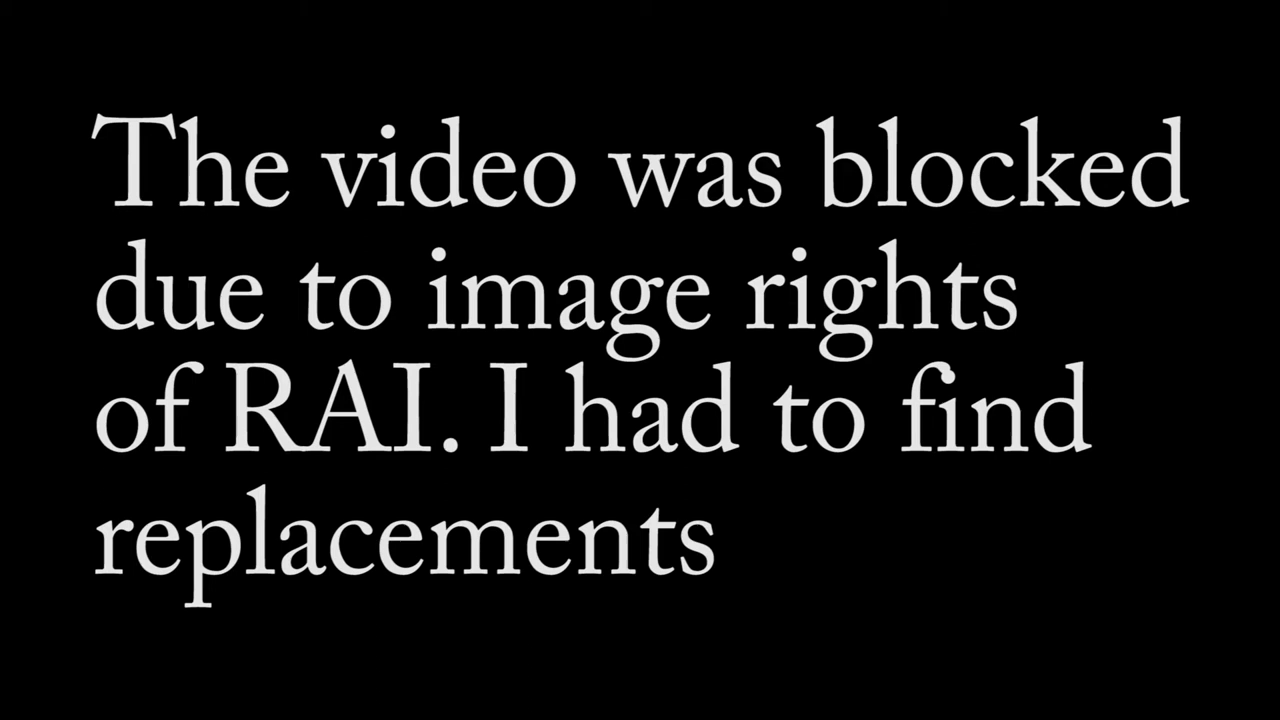 The video was blocked
due to image rights
of RAI. I had to find
replacements